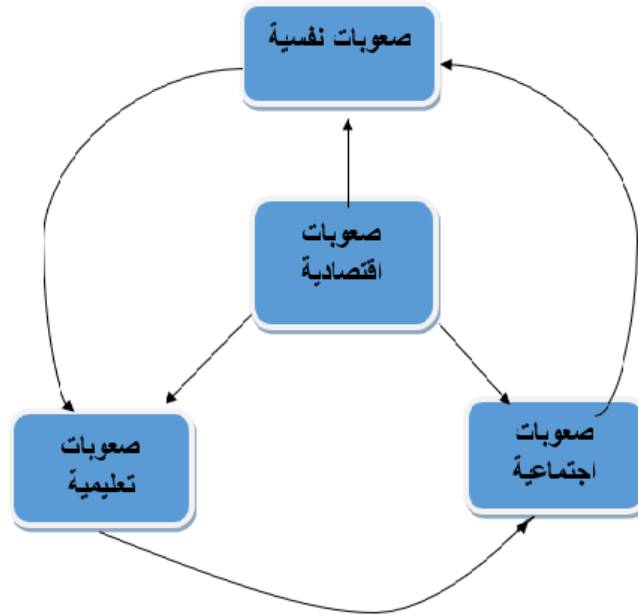 صعوبات نفسية
صعوبات
اقتصادية
صعوبات
اجتماعية
صعوبات
تعليمية